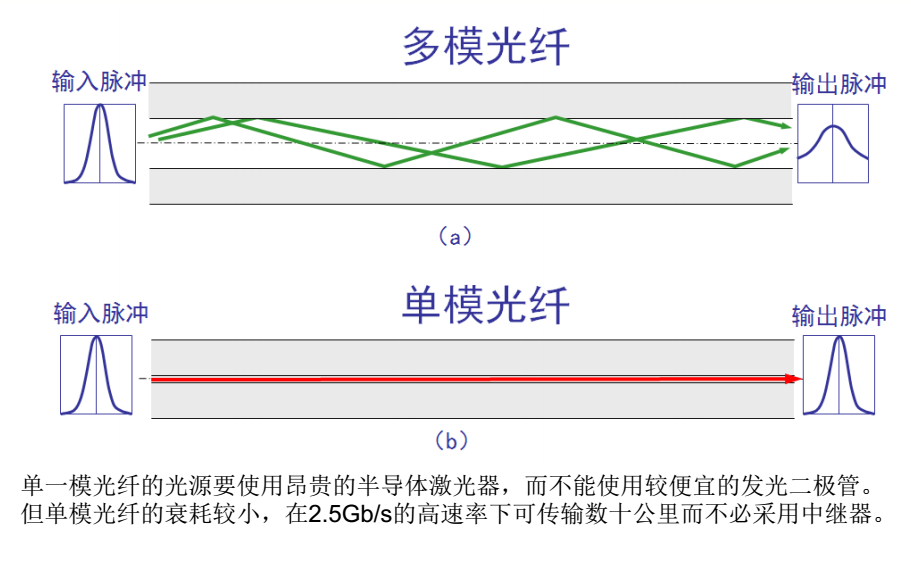 多模光纤
输入脉冲
输出脉冲
（a）
单模光纤
输入脉冲
输出脉冲
（b）
单一模光纤的光源要使用昂贵的半导体激光器，而不能使用较便宜的发光二极管。
但单模光纤的衰耗较小，在2.5Gb/s的高速率下可传输数十公里而不必采用中继器。